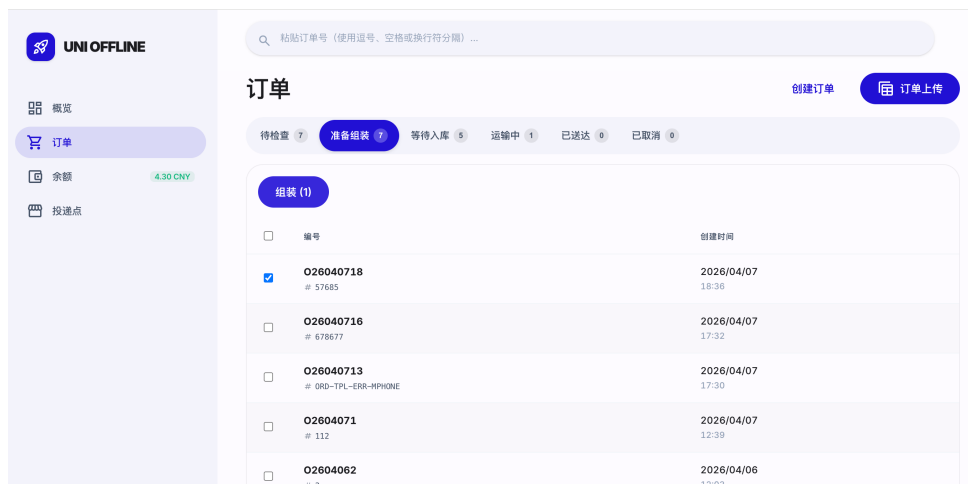 UNI OFFLINE
概览
订单
余额 4.30 CNY
投递点
粘贴订单号（使用逗号、空格或换行符分隔）...
订单
创建订单
订单上传
待检查 7 准备组装 7 等待入库 5 运输中 1 已送达 0 已取消 0
组装 (1)
编号 创建时间
O26040718 2026/04/07
# 57685 18:36
O26040716 2026/04/07
# 678677 17:32
O26040713 2026/04/07
# ORD-TPL-ERR-MPHONE 17:30
O2604071 2026/04/07
# 112 12:39
O2604062 2026/04/06